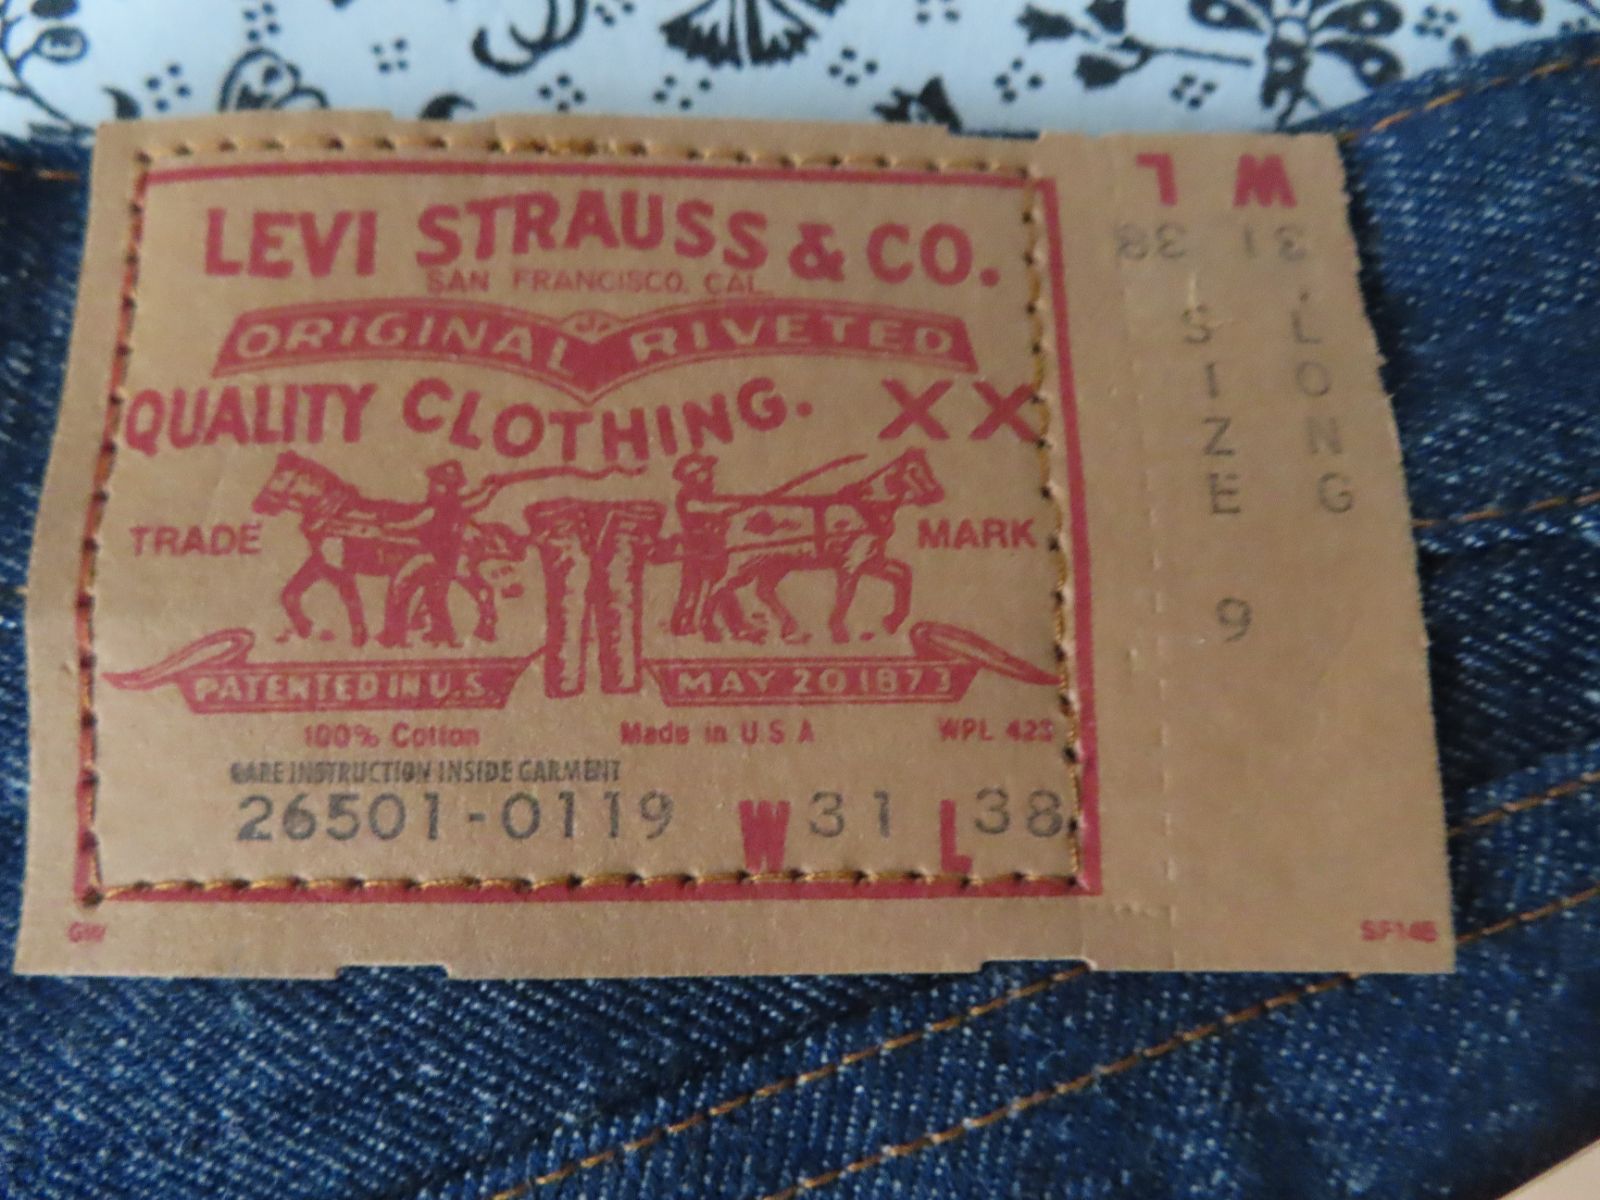 LEVI STRAUSS & CO.
SAN FRANCISCO, CAL.
ORIGINAL RIVETED
QUALITY CLOTHING. XX
TRADE MARK
PATENTED IN U.S. MAY 20 1873
100% Cotton Made in U S A WPL 423
CARE INSTRUCTION INSIDE GARMENT
26501-0119 W 31 L 38
GW
W L
31 38
LONG
SIZE 9
SF146